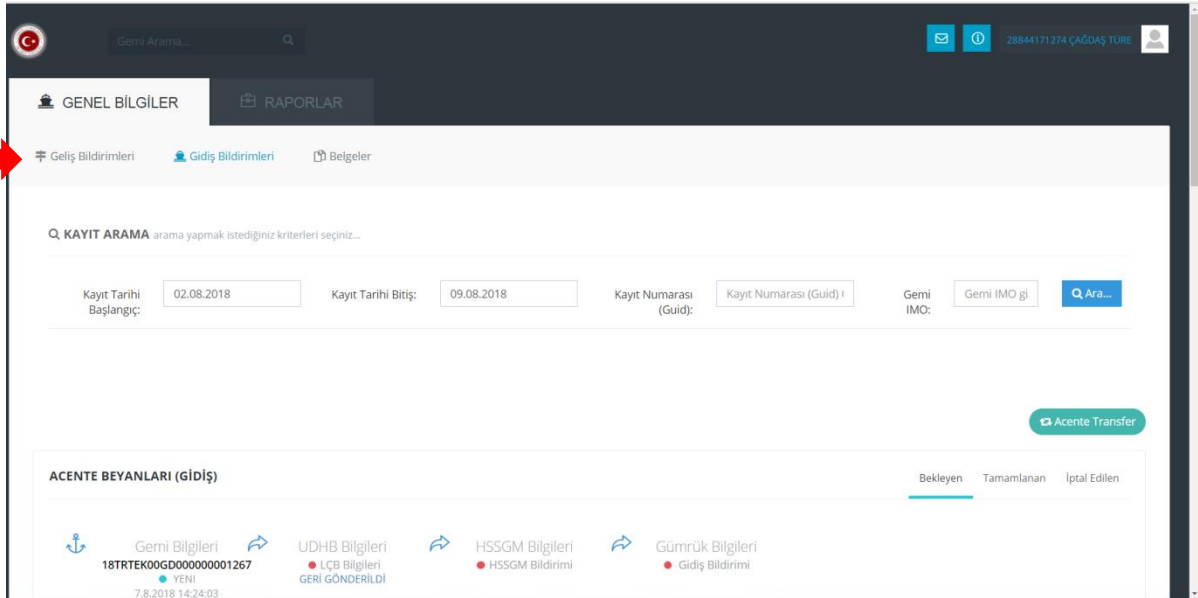 Gemi Arama...
28844171274 ÇAĞDAŞ TÜRE
GENEL BİLGİLER
RAPORLAR
Geliş Bildirimleri
Gidiş Bildirimleri
Belgeler
KAYIT ARAMA arama yapmak istediğiniz kriterleri seçiniz...
Kayıt Tarihi
Başlangıç:
02.08.2018
Kayıt Tarihi Bitiş:
09.08.2018
Kayıt Numarası
(Guid):
Kayıt Numarası (Guid)
Gemi
IMO:
Gemi IMO gi
Ara...
Acente Transfer
ACENTE BEYANLARI (GİDİŞ)
Bekleyen
Tamamlanan
İptal Edilen
Gemi Bilgileri
18TRTEK00GD000000001267
YENI
7.8.2018 14:24:03
UDHB Bilgileri
LÇB Bilgileri
GERİ GÖNDERİLDİ
HSSGM Bilgileri
HSSGM Bildirimi
Gümrük Bilgileri
Gidiş Bildirimi